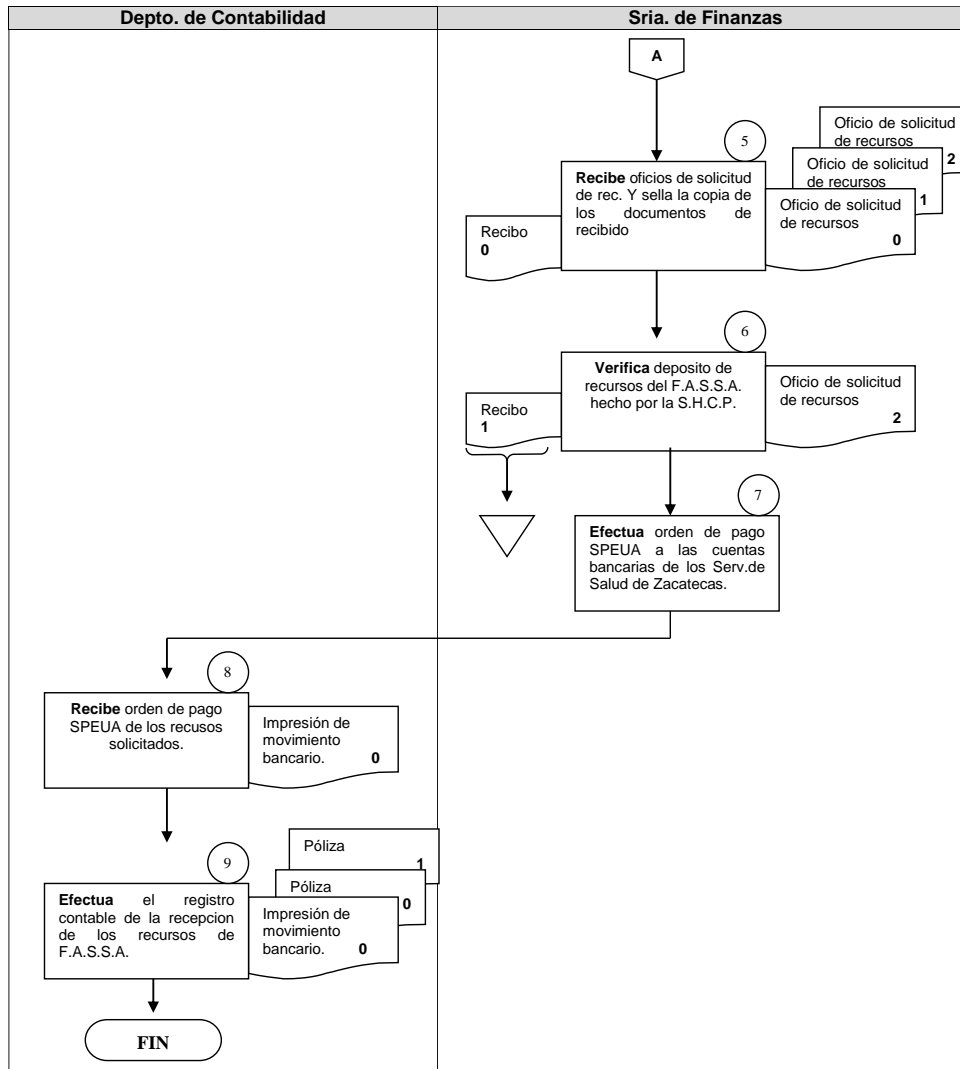 Depto. de Contabilidad
Sria. de Finanzas
A
5
Recibe oficios de solicitud
de rec. Y sella la copia de
los documentos de
recibido
Recibo
0
Oficio de solicitud
de recursos
2
Oficio de solicitud
de recursos
1
Oficio de solicitud
de recursos
0
6
Verifica deposito de
recursos del F.A.S.S.A.
hecho por la S.H.C.P.
Recibo
1
Oficio de solicitud
de recursos
2
7
Efectua orden de pago
SPEUA a las cuentas
bancarias de los Serv.de
Salud de Zacatecas.
8
Recibe orden de pago
SPEUA de los recusos
solicitados.
Impresión de
movimiento
bancario. 0
9
Efectua el registro
contable de la recepcion
de los recursos de
F.A.S.S.A.
Póliza
1
Póliza
0
Impresión de
movimiento
bancario. 0
FIN